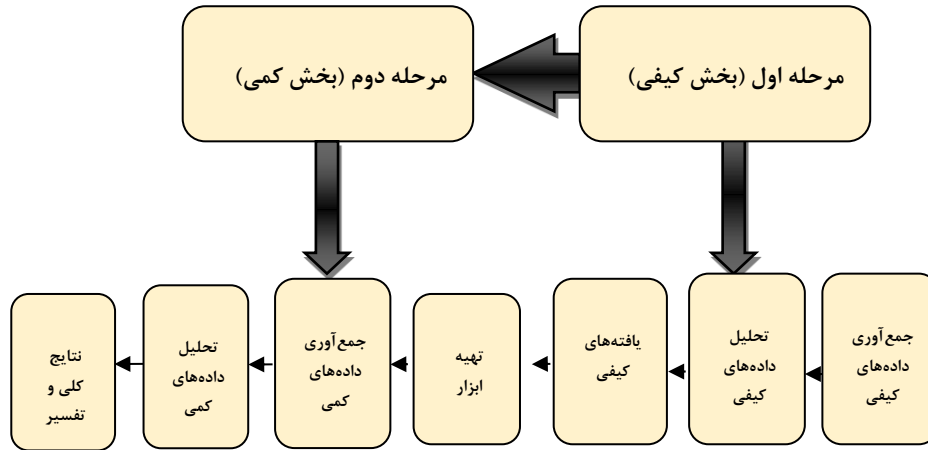 مرحله اول (بخش کیفی)
مرحله دوم (بخش کمی)
جمع‌آوری
داده‌های
کیفی
تحلیل
داده‌های
کیفی
یافته‌های
کیفی
تهیه
ابزار
جمع‌آوری
داده‌های
کمی
تحلیل
داده‌های
کمی
نتایج
کلی و
تفسیر